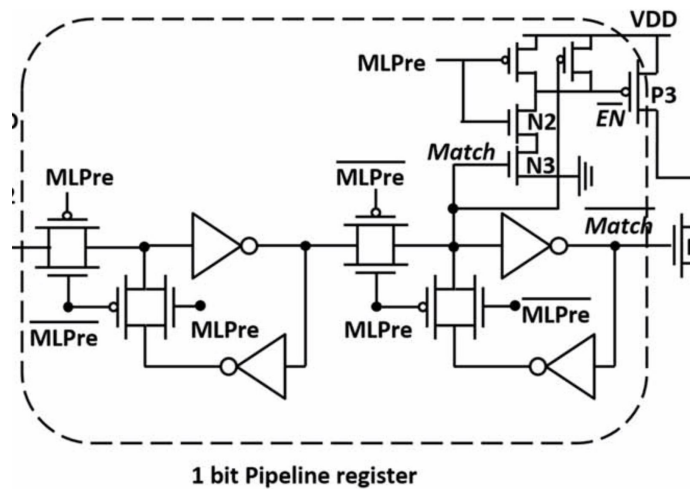 VDD
MLPre
P3
EN
N2
Match
N3
MLPre
MLPre
Match
MLPre
MLPre
MLPre
MLPre
1 bit Pipeline register